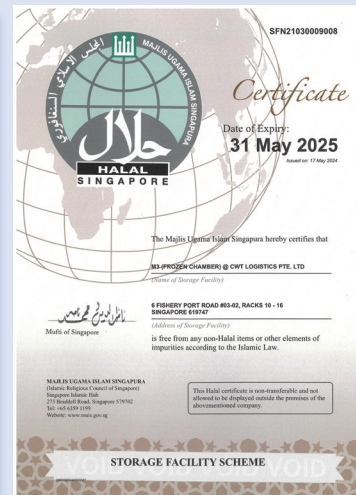 SFN21030009008
المجلس الإسلامي السنغافوري
MAJLIS UGAMA ISLAM SINGAPURA
حلال
HALAL
SINGAPORE
Certificate
Date of Expiry:
31 May 2025
Issued on: 17 May 2024
The Majlis Ugama Islam Singapura hereby certifies that
M3 (FROZEN CHAMBER) @ CWT LOGISTICS PTE. LTD
(Name of Storage Facility)
6 FISHERY PORT ROAD #03-02, RACKS 10 - 16
SINGAPORE 619747
(Address of Storage Facility)
Mufti of Singapore
is free from any non-Halal items or other elements of
impurities according to the Islamic Law.
MAJLIS UGAMA ISLAM SINGAPURA
(Islamic Religious Council of Singapore)
Singapore Islamic Hub
273 Braddell Road, Singapore 579702
Tel: +65 6359 1199
Website: www.muis.gov.sg
This Halal certificate is non-transferable and not
allowed to be displayed outside the premises of the
abovementioned company.
VOID VOID VOID VOID
STORAGE FACILITY SCHEME